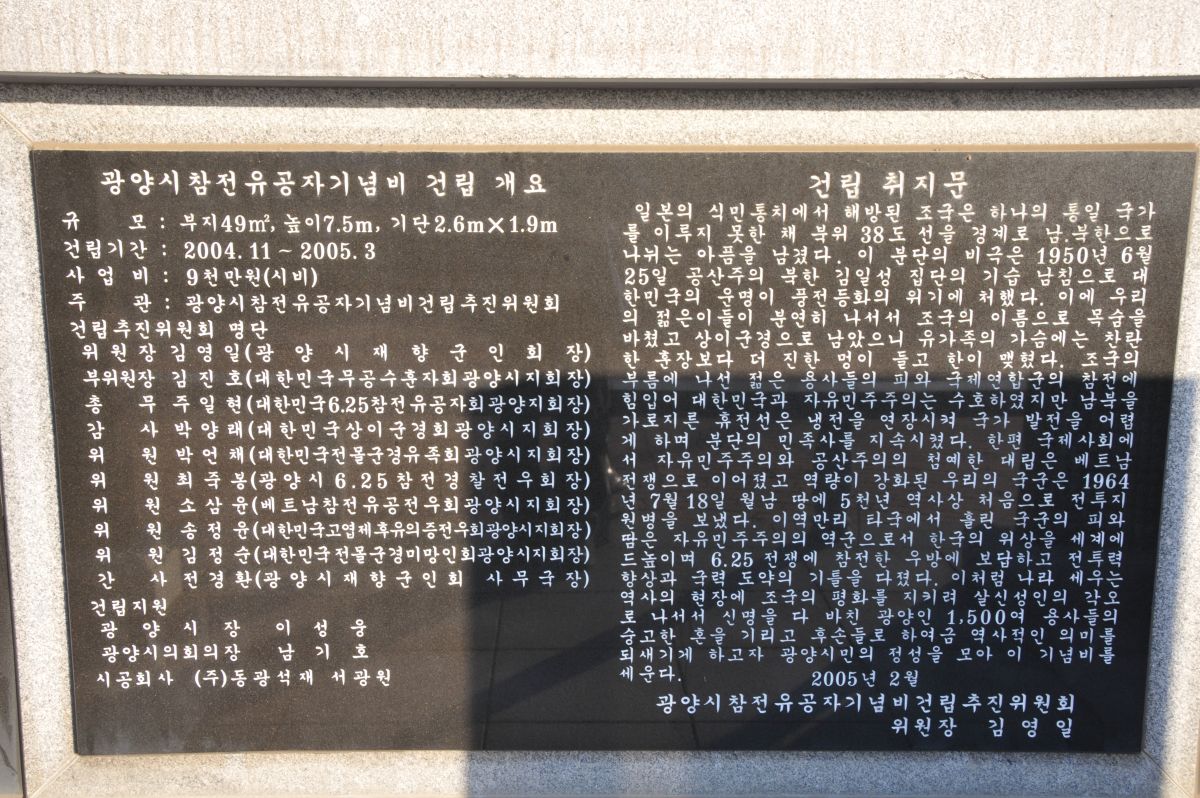 광양시참전유공자기념비 건립 개요
규 모 : 부지49㎡, 높이7.5m, 기단2.6m×1.9m
건립기간 : 2004.11 ~ 2005.3
사 업 비 : 9천만원(시비)
주 관 : 광양시참전유공자기념비건립추진위원회
건립추진위원회 명단
위 원 장 김 영 일 (광 양 시 재 향 군 인 회 장)
부위원장 김 진 호 (대한민국무공수훈자회광양시지회장)
총 무 주 일 현 (대한민국6.25참전유공자회광양지회장)
감 사 박 양 래 (대한민국상이군경회광양시지회장)
위 원 박 언 채 (대한민국전몰군경유족회광양시지회장)
위 원 최 죽 봉 (광양시 6.25 참전경찰전우회장)
위 원 소 삼 윤 (베트남참전유공전우회광양시지회장)
위 원 송 정 윤 (대한민국고엽제후유의증전우회광양시지회장)
위 원 김 정 순 (대한민국전몰군경미망인회광양시지회장)
간 사 전 경 환 (광양시재향군인회 사무국장)
건립지원
광 양 시 장 이 성 웅
광양시의회의장 남 기 호
시공회사 (주)동광석재 서광원
건립 취지문
일본의 식민통치에서 해방된 조국은 하나의 통일 국가
를 이루지 못한 채 북위 38도 선을 경계로 남.북한으로
나뉘는 아픔을 남겼다. 이 분단의 비극은 1950년 6월
25일 공산주의 북한 김일성 집단의 기습 남침으로 대
한민국의 운명이 풍전등화의 위기에 처했다. 이에 우리
의 젊은이들이 분연히 나서서 조국의 이름으로 목숨을
바쳤고 상이군경으로 남았으니 유가족의 가슴에는 찬란
한 훈장보다 더 진한 멍이 들고 한이 맺혔다. 조국의
부름에 나선 젊은 용사들의 피와 국제연합군의 참전에
힘입어 대한민국과 자유민주주의는 수호하였지만 남북을
가로지른 휴전선은 냉전을 연장시켜 국가 발전을 어렵
게 하며 분단의 민족사를 지속시켰다. 한편 국제사회에
서 자유민주주의와 공산주의의 첨예한 대립은 베트남
전쟁으로 이어졌고 역량이 강화된 우리의 국군은 1964
년 7월 18일 월남 땅에 5천년 역사상 처음으로 전투지
원병을 보냈다. 이역만리 타국에서 흘린 국군의 피와
땀은 자유민주주의의 역군으로서 한국의 위상을 세계에
드높이며 6.25 전쟁에 참전한 우방에 보답하고 전투력
향상과 국력 도약의 기틀을 다졌다. 이처럼 나라 세우는
역사의 현장에 조국의 평화를 지키려 살신성인의 각오
로 나서서 신명을 다 바친 광양인 1,500여 용사들의
숭고한 혼을 기리고 후손들로 하여금 역사적인 의미를
되새기게 하고자 광양시민의 정성을 모아 이 기념비를
세운다. 2005년 2월
광양시참전유공자기념비건립추진위원회
위원장 김 영 일